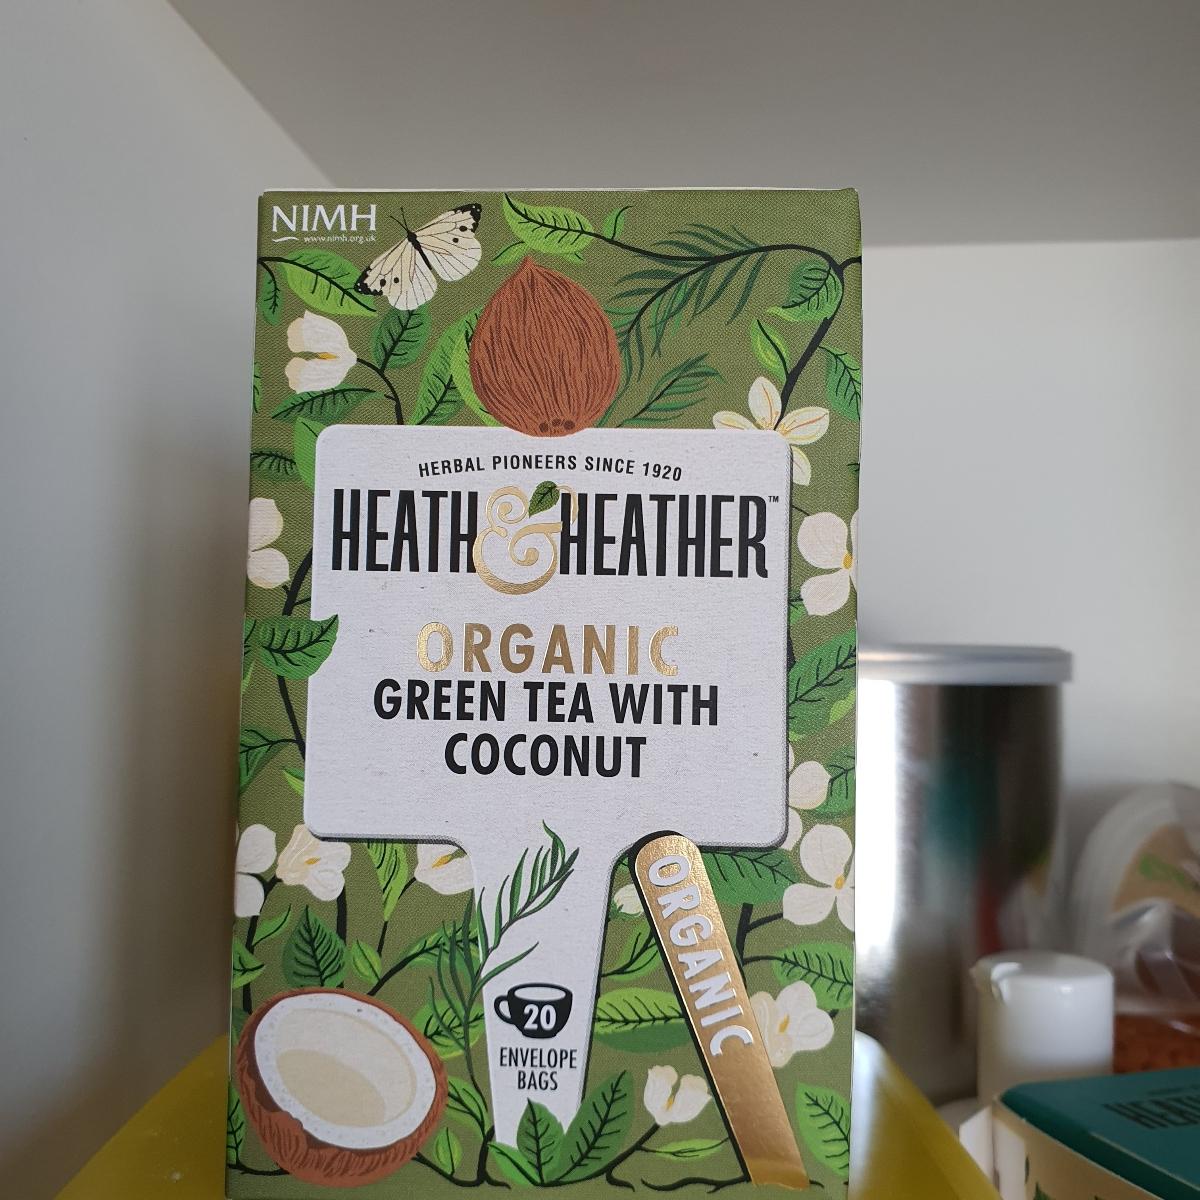 NIMH
www.nimh.org.uk
HERBAL PIONEERS SINCE 1920
HEATH & HEATHER™
ORGANIC
GREEN TEA WITH
COCONUT
ORGANIC
20
ENVELOPE
BAGS